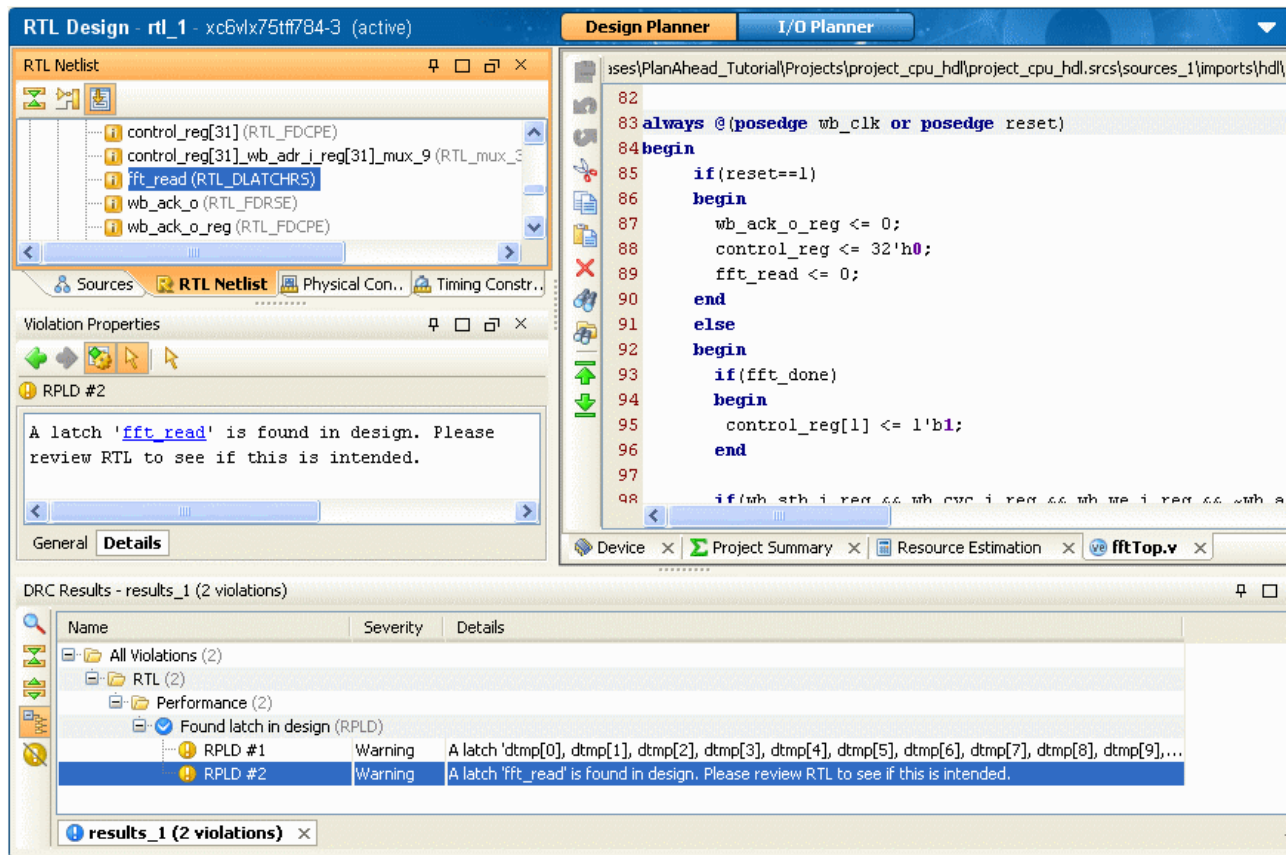 RTL Design - rtl_1 - xc6vlx75tff784-3 (active)
Design Planner
I/O Planner
RTL Netlist
control_reg[31] (RTL_FDCPE)
control_reg[31]_wb_adr_i_reg[31]_mux_9 (RTL_mux_3
fft_read (RTL_DLATCHRS)
wb_ack_o (RTL_FDRSE)
wb_ack_o_reg (RTL_FDCPE)
Sources
RTL Netlist
Physical Con..
Timing Constr..
Violation Properties
RPLD #2
A latch 'fft_read' is found in design. Please
review RTL to see if this is intended.
General
Details
ases\PlanAhead_Tutorial\Projects\project_cpu_hdl\project_cpu_hdl.srcs\sources_1\imports\hdl\
82
83 always @(posedge wb_clk or posedge reset)
84 begin
85 if(reset==1)
86 begin
87 wb_ack_o_reg <= 0;
88 control_reg <= 32'h0;
89 fft_read <= 0;
90 end
91 else
92 begin
93 if(fft_done)
94 begin
95 control_reg[1] <= 1'b1;
96 end
97
98 if(wb_stb_i_reg && wb_cyc_i_reg && wb_we_i_reg && ~wb_a
Device
Project Summary
Resource Estimation
fftTop.v
DRC Results - results_1 (2 violations)
Name Severity Details
All Violations (2)
RTL (2)
Performance (2)
Found latch in design (RPLD)
RPLD #1 Warning A latch 'dtmp[0], dtmp[1], dtmp[2], dtmp[3], dtmp[4], dtmp[5], dtmp[6], dtmp[7], dtmp[8], dtmp[9],...
RPLD #2 Warning A latch 'fft_read' is found in design. Please review RTL to see if this is intended.
results_1 (2 violations)